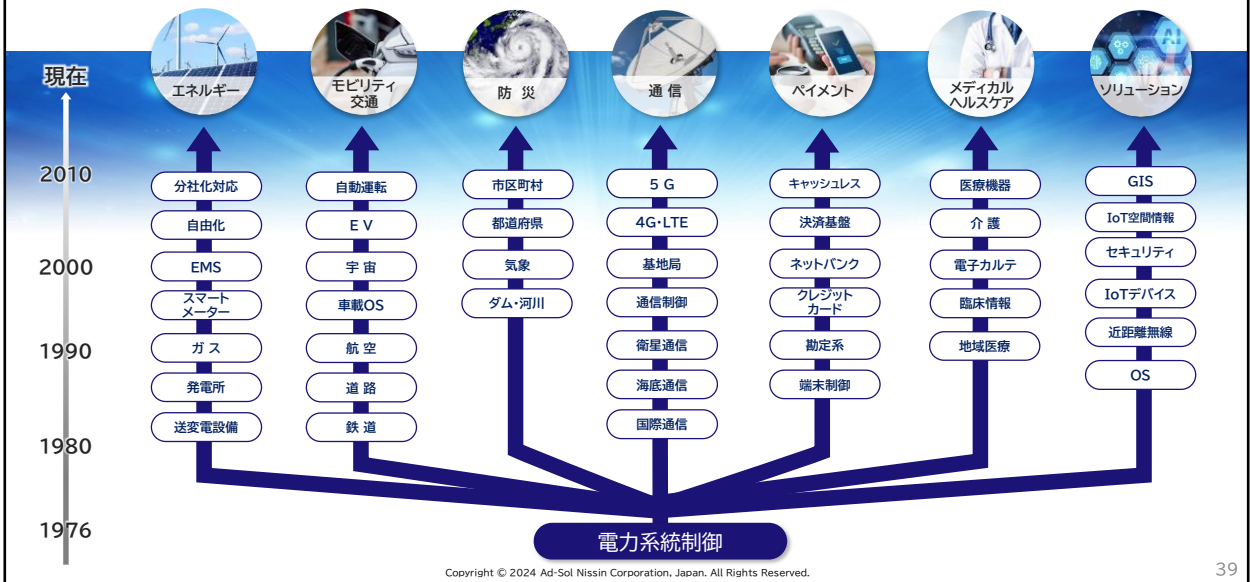 現在
2010
2000
1990
1980
1976
エネルギー
分社化対応
自由化
EMS
スマート
メーター
ガス
発電所
送変電設備
モビリティ
交通
自動運転
EV
宇宙
車載OS
航空
道路
鉄道
防災
市区町村
都道府県
気象
ダム・河川
通信
5G
4G・LTE
基地局
通信制御
衛星通信
海底通信
国際通信
ペイメント
キャッシュレス
決済基盤
ネットバンク
クレジット
カード
勘定系
端末制御
メディカル
ヘルスケア
医療機器
介護
電子カルテ
臨床情報
地域医療
AI
ソリューション
GIS
IoT空間情報
セキュリティ
IoTデバイス
近距離無線
OS
電力系統制御
Copyright © 2024 Ad-Sol Nissin Corporation, Japan. All Rights Reserved.
39